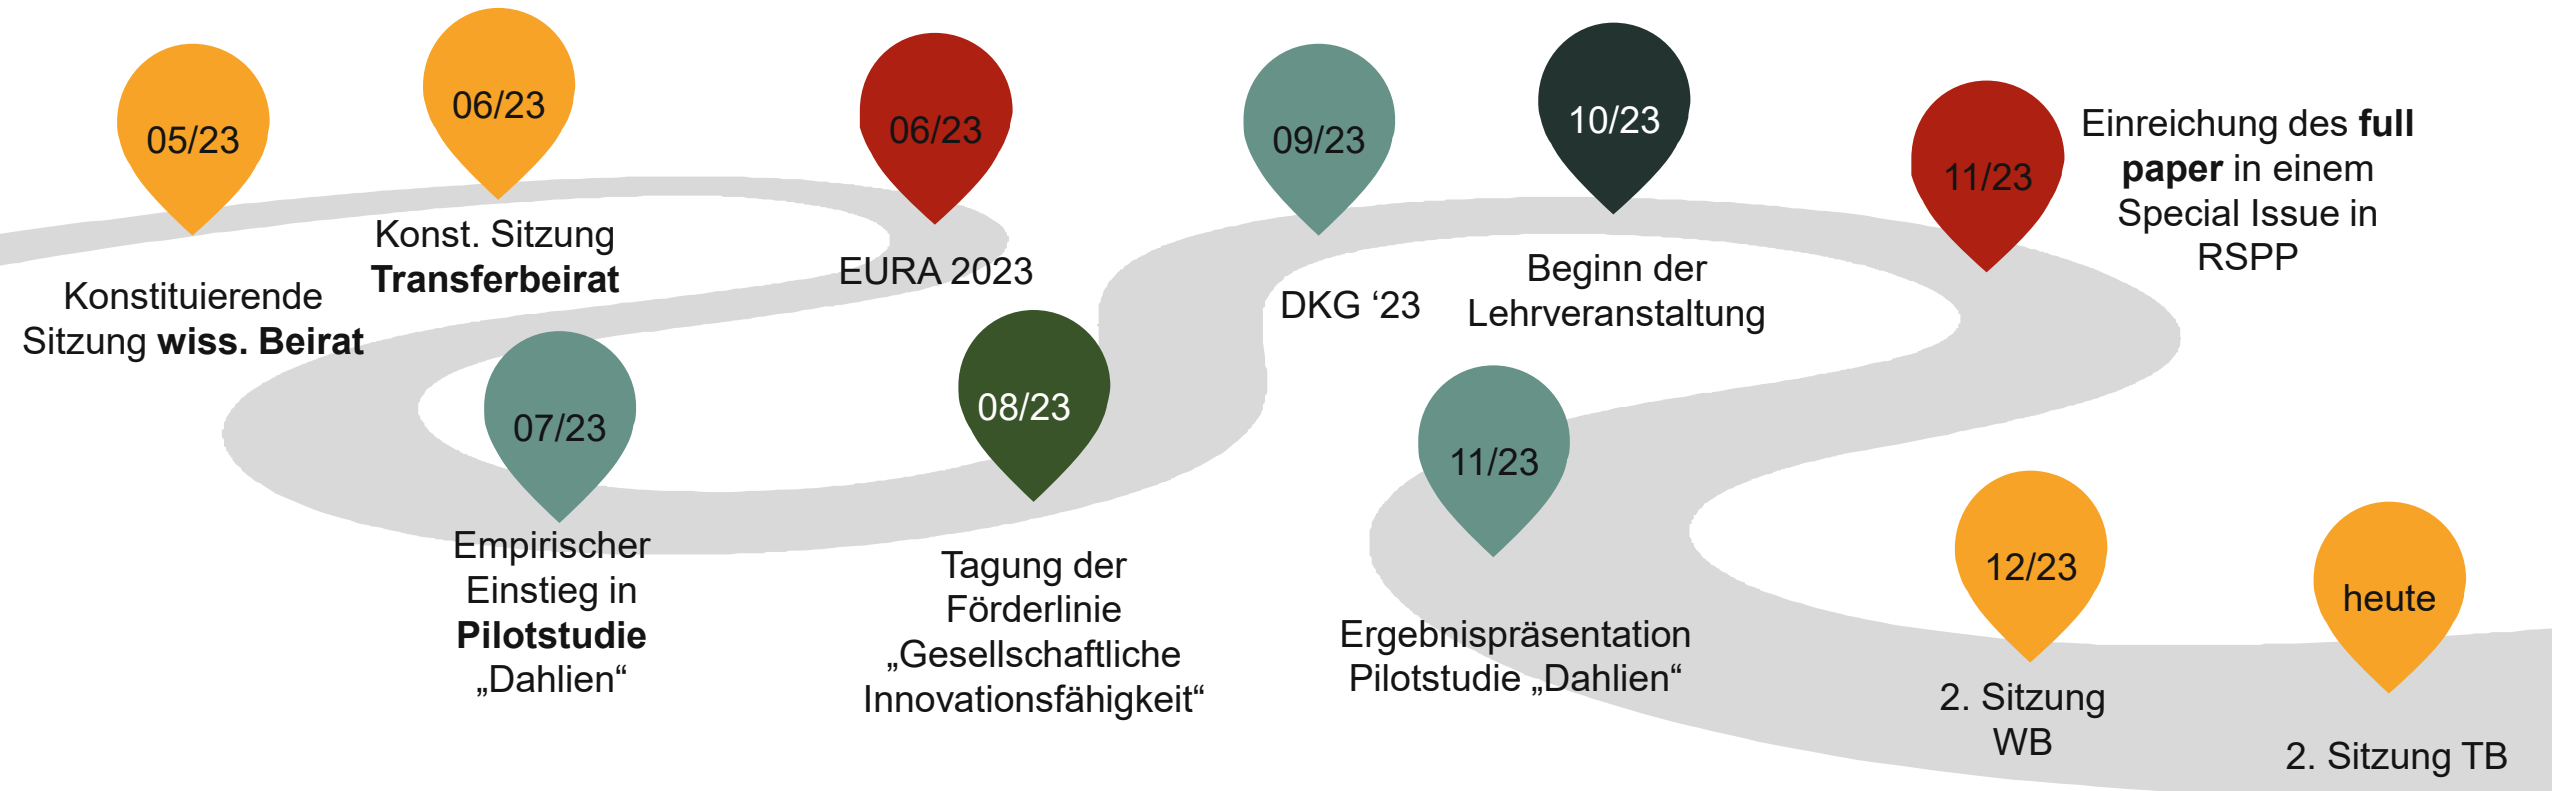 05/23
Konstituierende
Sitzung wiss. Beirat
06/23
Konst. Sitzung
Transferbeirat
06/23
EURA 2023
07/23
Empirischer
Einstieg in
Pilotstudie
„Dahlien“
08/23
Tagung der
Förderlinie
„Gesellschaftliche
Innovationsfähigkeit“
09/23
DKG ‘23
10/23
Beginn der
Lehrveranstaltung
11/23
Einreichung des full
paper in einem
Special Issue in
RSPP
11/23
Ergebnispräsentation
Pilotstudie „Dahlien“
12/23
2. Sitzung
WB
heute
2. Sitzung TB